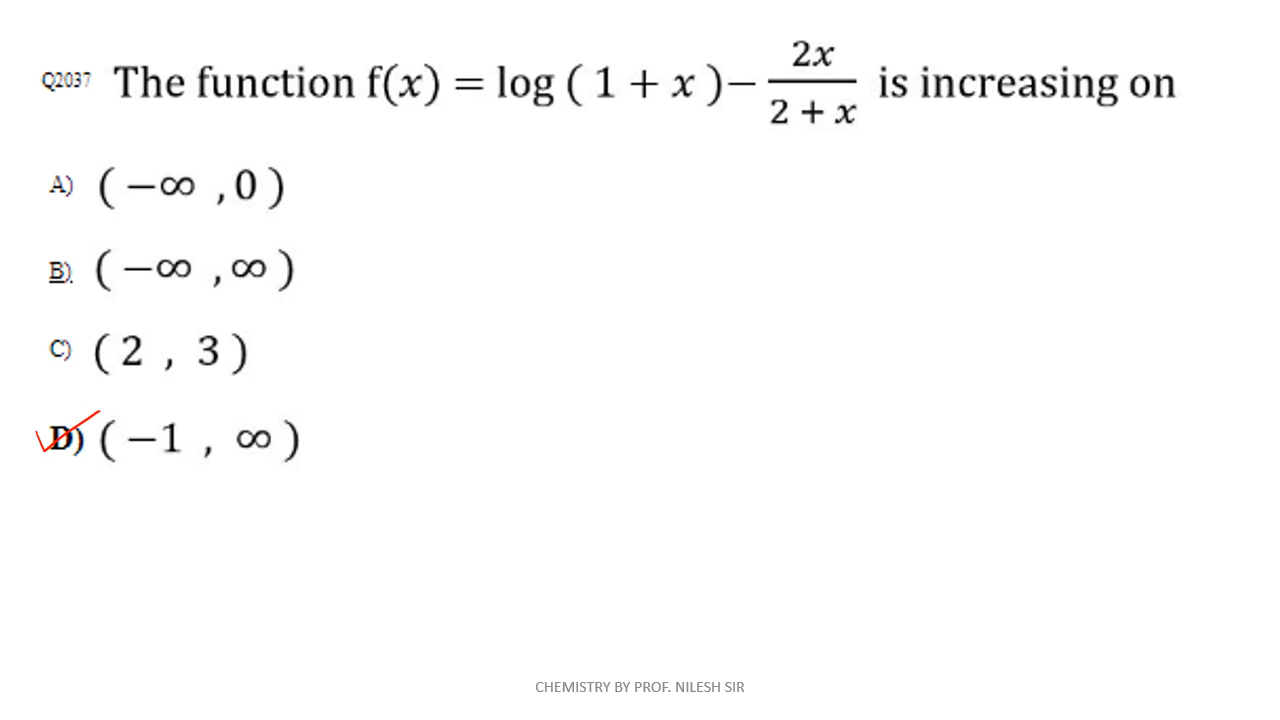 Q2037 The function f(x) = log ( 1 + x ) − 2x / 2 + x is increasing on
A) ( −∞ , 0 )
B) ( −∞ , ∞ )
C) ( 2 , 3 )
D) ( −1 , ∞ )
CHEMISTRY BY PROF. NILESH SIR